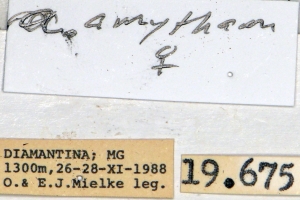 a. amythaon
♀
DIAMANTINA; MG
1300m,26-28-XI-1988
O.& E.J.Mielke leg.
19.675